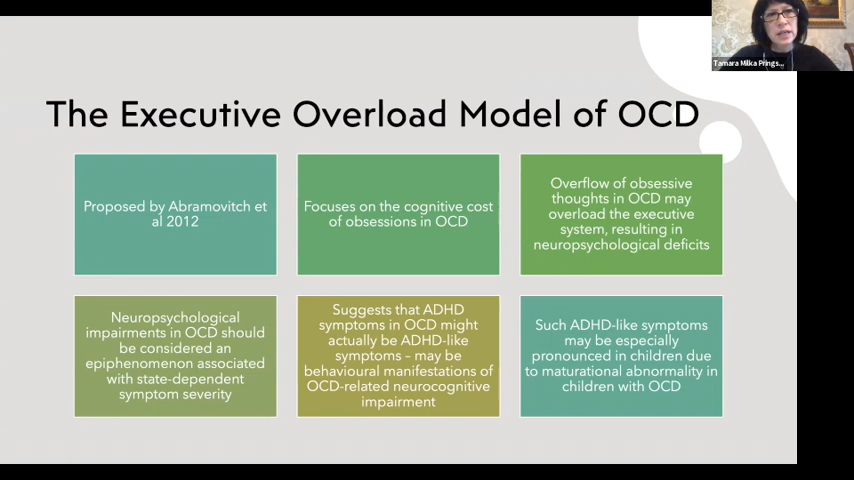 Tamara Milka Prings...
The Executive Overload Model of OCD
Proposed by Abramovitch et
al 2012
Focuses on the cognitive cost
of obsessions in OCD
Overflow of obsessive
thoughts in OCD may
overload the executive
system, resulting in
neuropsychological deficits
Neuropsychological
impairments in OCD should
be considered an
epiphenomenon associated
with state-dependent
symptom severity
Suggests that ADHD
symptoms in OCD might
actually be ADHD-like
symptoms – may be
behavioural manifestations of
OCD-related neurocognitive
impairment
Such ADHD-like symptoms
may be especially
pronounced in children due
to maturational abnormality in
children with OCD